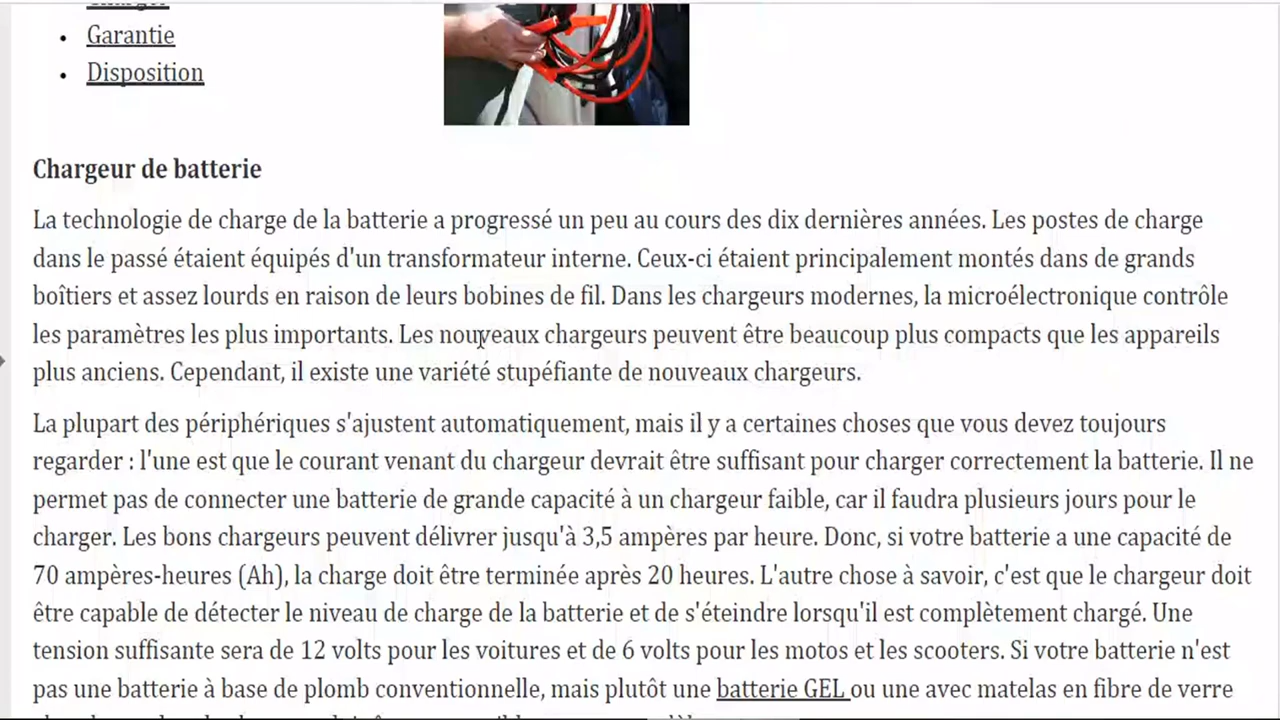 Garantie
Disposition
Chargeur de batterie
La technologie de charge de la batterie a progressé un peu au cours des dix dernières années. Les postes de charge
dans le passé étaient équipés d'un transformateur interne. Ceux-ci étaient principalement montés dans de grands
boîtiers et assez lourds en raison de leurs bobines de fil. Dans les chargeurs modernes, la microélectronique contrôle
les paramètres les plus importants. Les nouveaux chargeurs peuvent être beaucoup plus compacts que les appareils
plus anciens. Cependant, il existe une variété stupéfiante de nouveaux chargeurs.
La plupart des périphériques s'ajustent automatiquement, mais il y a certaines choses que vous devez toujours
regarder : l'une est que le courant venant du chargeur devrait être suffisant pour charger correctement la batterie. Il ne
permet pas de connecter une batterie de grande capacité à un chargeur faible, car il faudra plusieurs jours pour le
charger. Les bons chargeurs peuvent délivrer jusqu'à 3,5 ampères par heure. Donc, si votre batterie a une capacité de
70 ampères-heures (Ah), la charge doit être terminée après 20 heures. L'autre chose à savoir, c'est que le chargeur doit
être capable de détecter le niveau de charge de la batterie et de s'éteindre lorsqu'il est complètement chargé. Une
tension suffisante sera de 12 volts pour les voitures et de 6 volts pour les motos et les scooters. Si votre batterie n'est
pas une batterie à base de plomb conventionnelle, mais plutôt une batterie GEL ou une avec matelas en fibre de verre